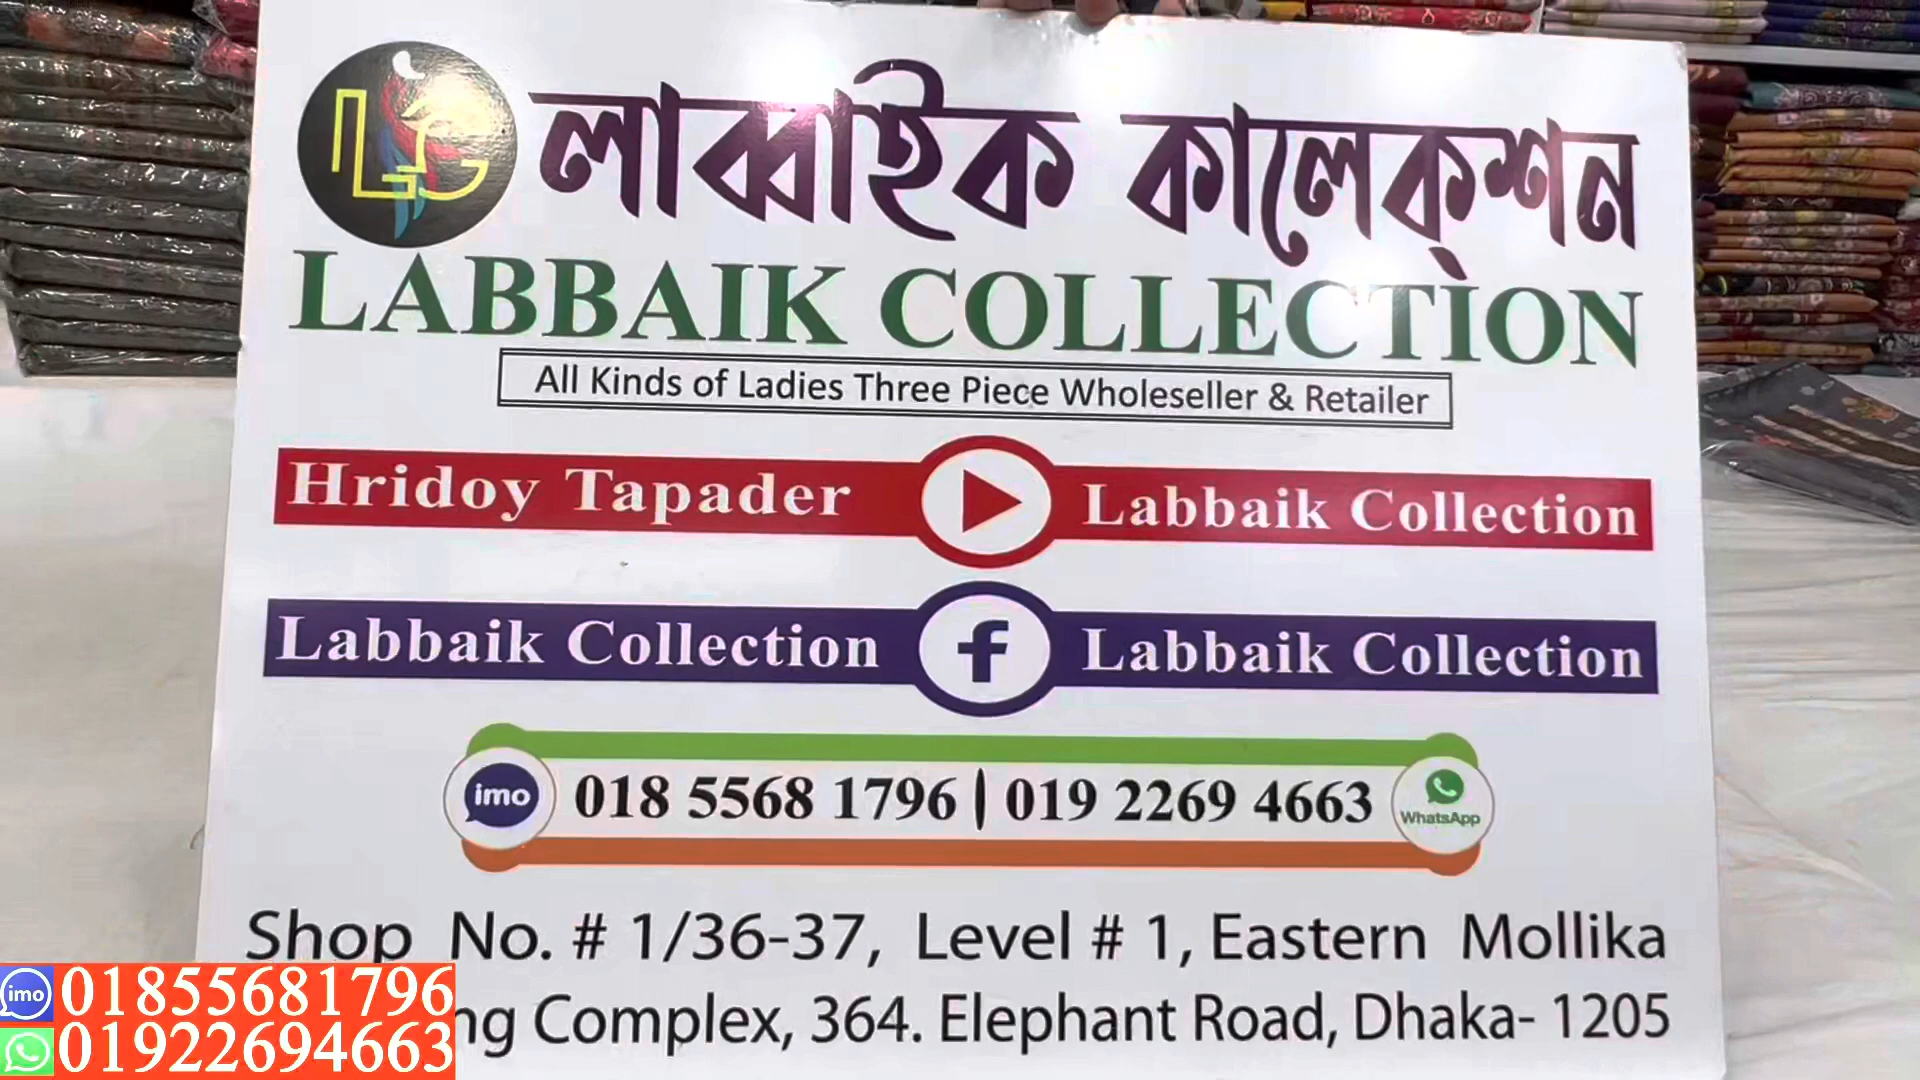 লাব্বাইক কালেক্শন
LABBAIK COLLECTION
All Kinds of Ladies Three Piece Wholeseller & Retailer
Hridoy Tapader Labbaik Collection
Labbaik Collection f Labbaik Collection
imo 018 5568 1796 | 019 2269 4663 WhatsApp
Shop No. # 1/36-37, Level # 1, Eastern Mollika
Complex, 364. Elephant Road, Dhaka- 1205
imo 01855681796
01922694663